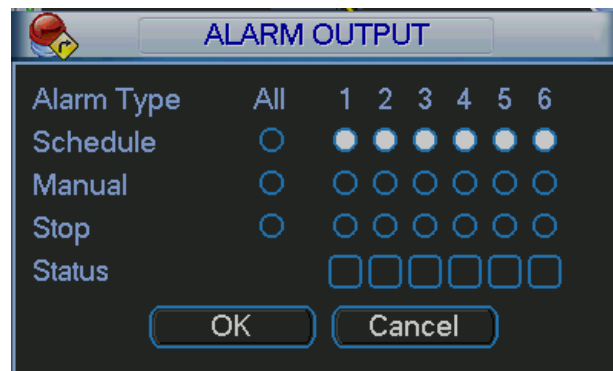 ALARM OUTPUT
Alarm Type All 1 2 3 4 5 6
Schedule
Manual
Stop
Status
OK Cancel